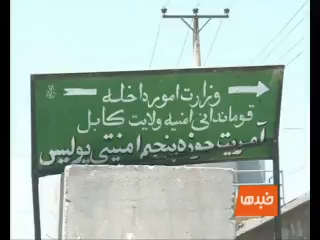 وزارت امور داخله
قوماندانی امنیه ولایت کابل
آمریت حوزه پنجم امنیتی پولیس
خبرها